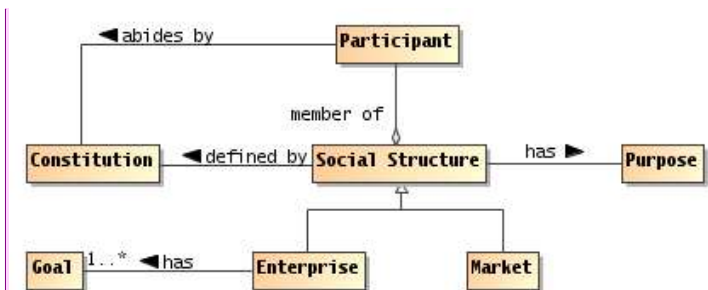 abides by
Participant
member of
Constitution
defined by
Social Structure
has
Purpose
Goal
1..*
has
Enterprise
Market